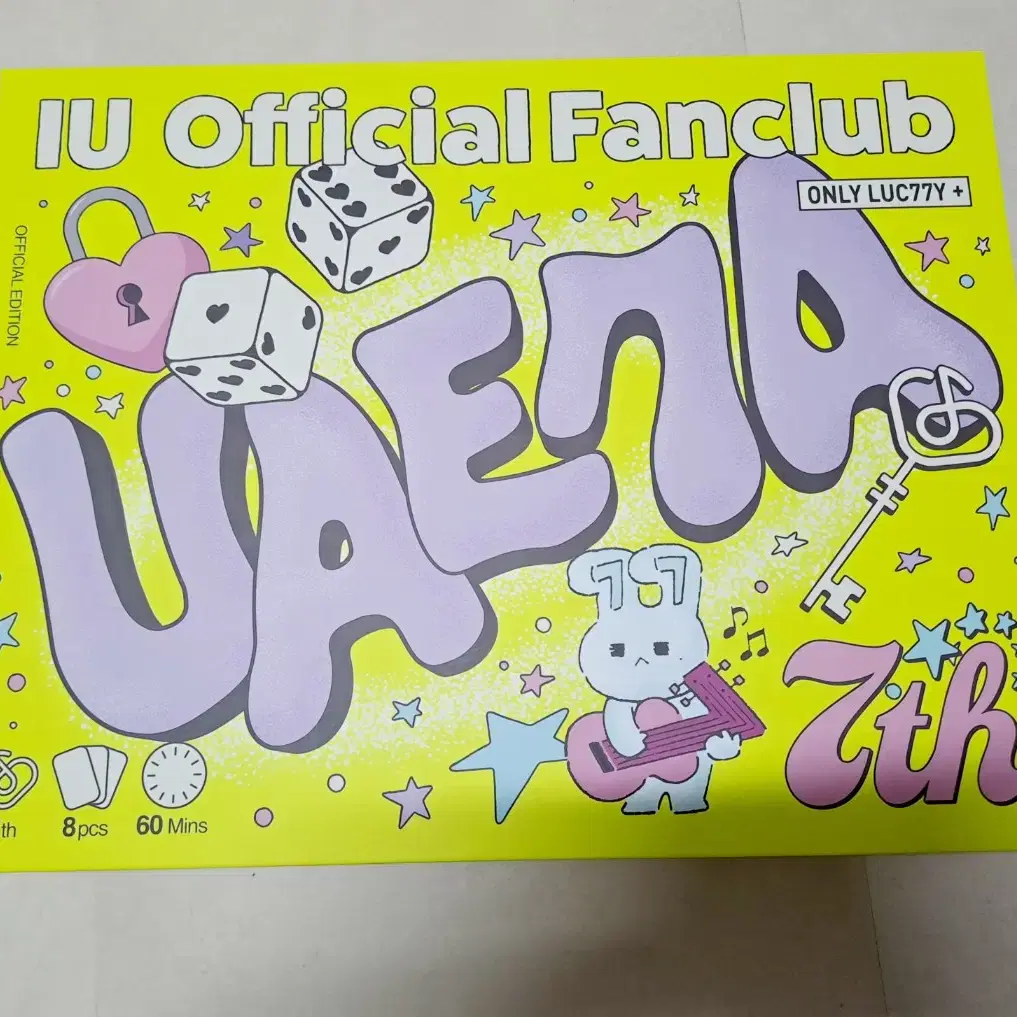 IU Official Fanclub
ONLY LUC77Y +
OFFICIAL EDITION
UAENA
7th
th
8pcs
60 Mins